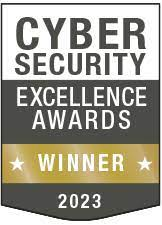 CYBER
SECURITY
EXCELLENCE
AWARDS
WINNER
2023